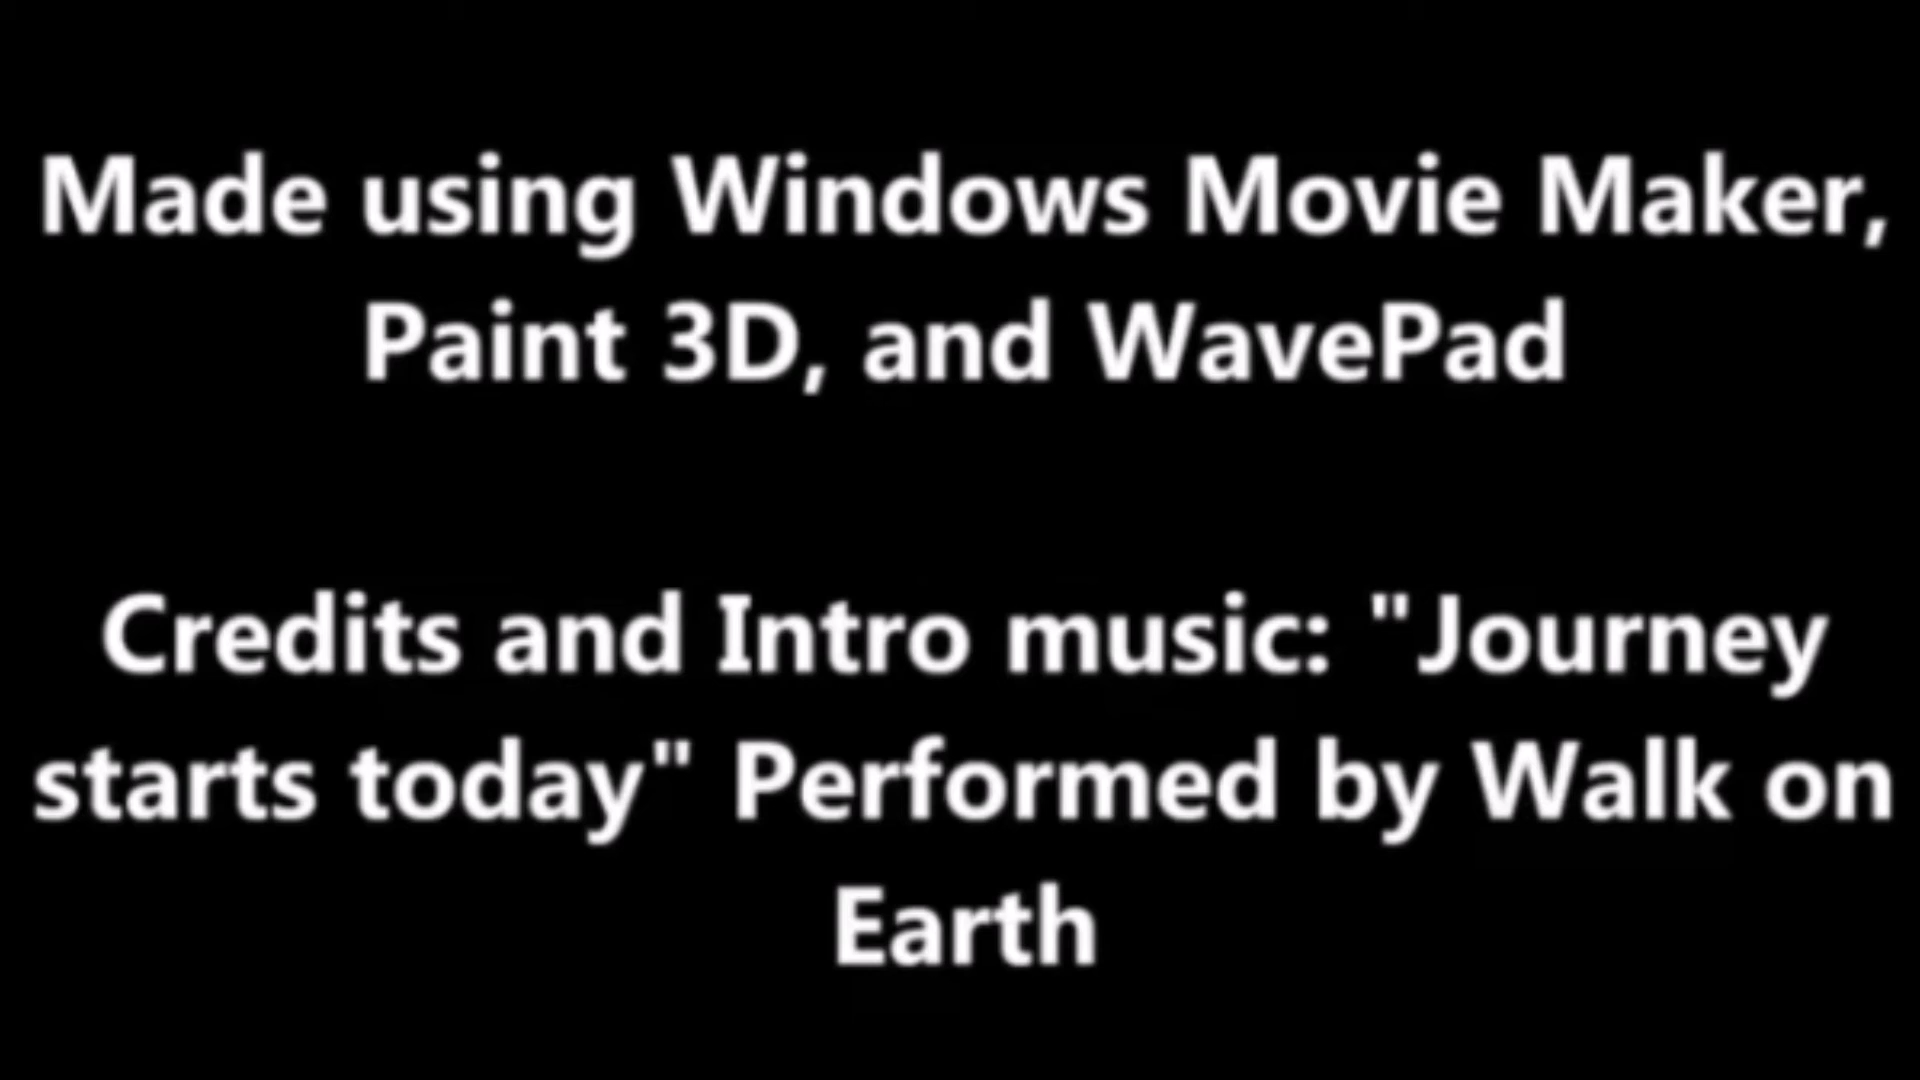 Made using Windows Movie Maker,
Paint 3D, and WavePad
Credits and Intro music: "Journey
starts today" Performed by Walk on
Earth